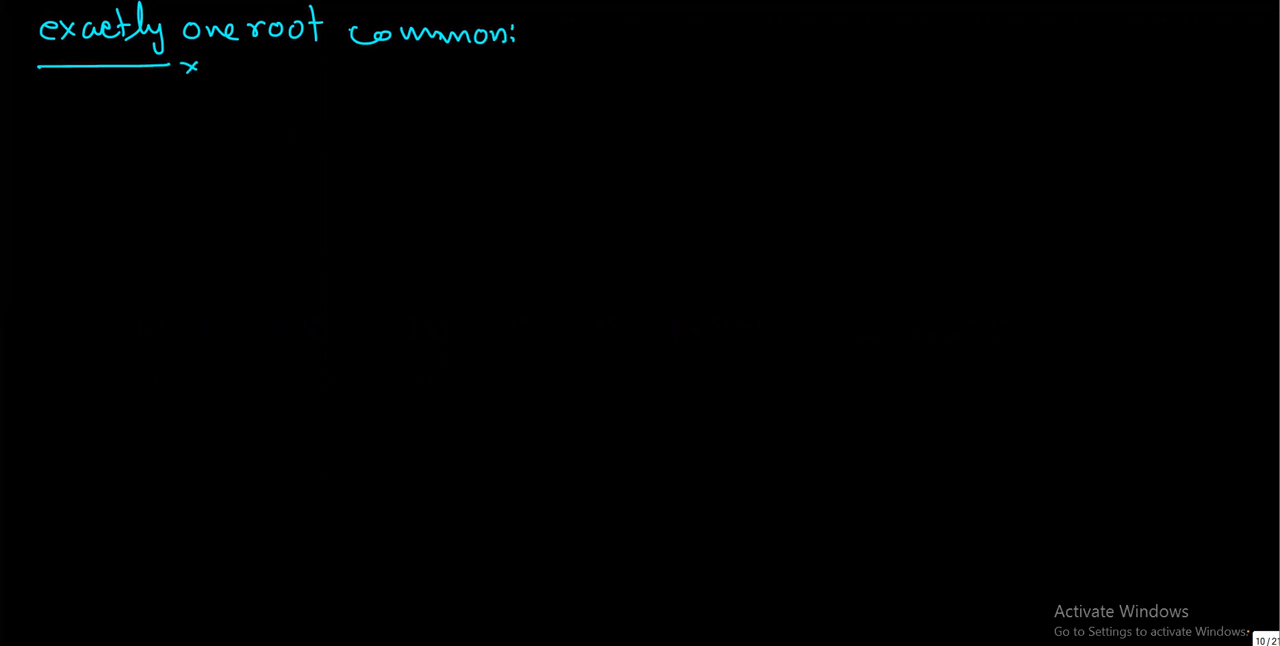 exactly one root common:
x
Activate Windows
Go to Settings to activate Windows.
10 / 21